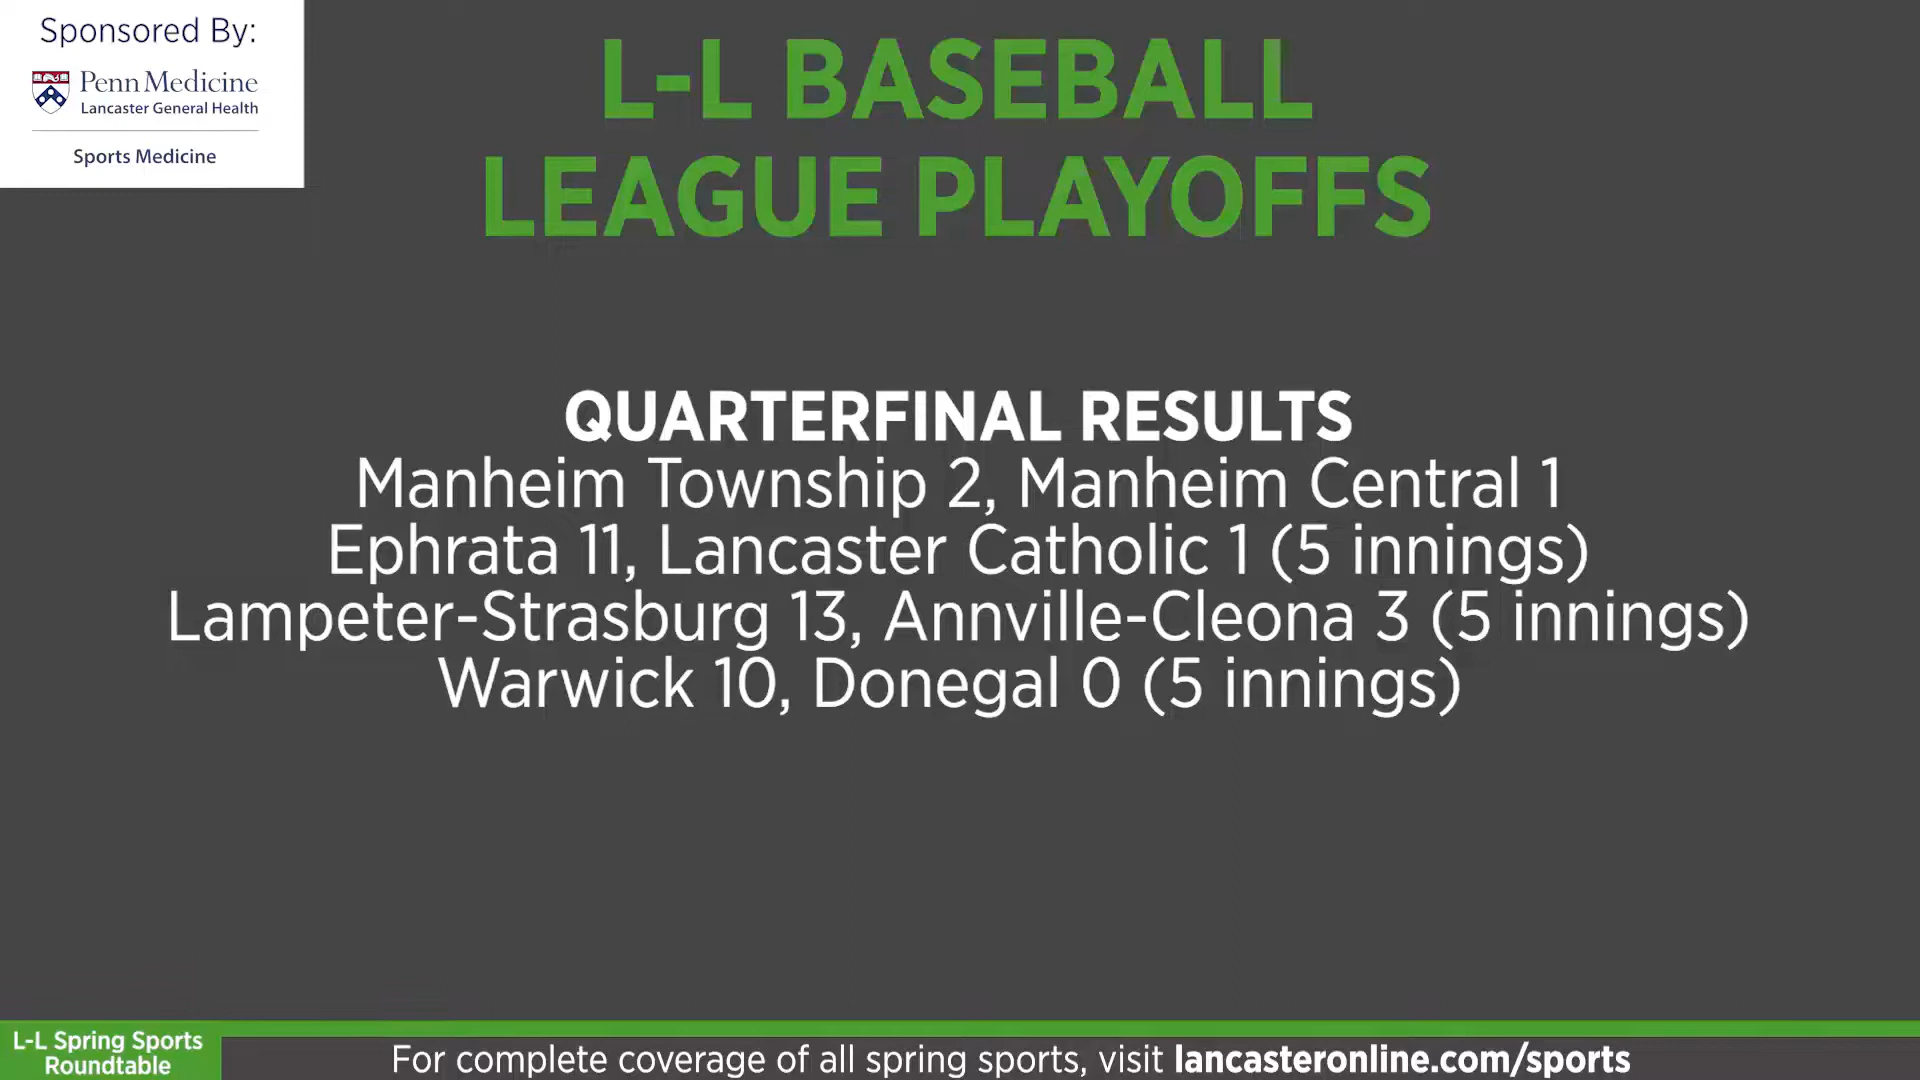 Sponsored By:
Penn Medicine
Lancaster General Health
Sports Medicine
L-L BASEBALL
LEAGUE PLAYOFFS
QUARTERFINAL RESULTS
Manheim Township 2, Manheim Central 1
Ephrata 11, Lancaster Catholic 1 (5 innings)
Lampeter-Strasburg 13, Annville-Cleona 3 (5 innings)
Warwick 10, Donegal 0 (5 innings)
L-L Spring Sports
Roundtable
For complete coverage of all spring sports, visit lancasteronline.com/sports